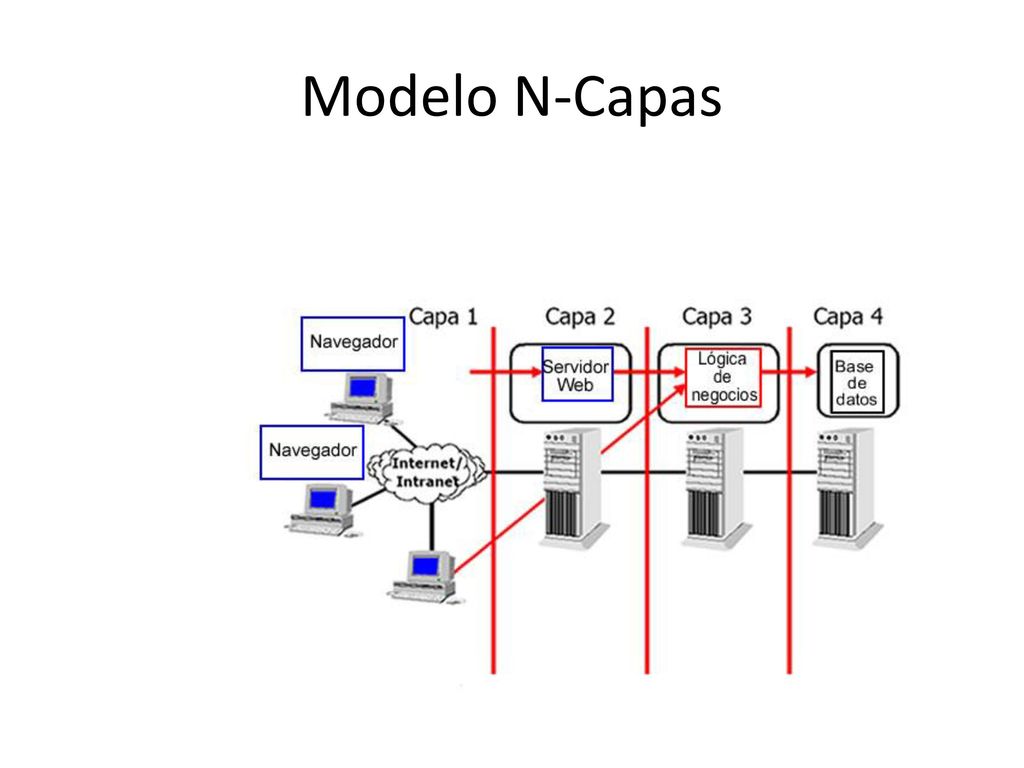 Modelo N-Capas
Capa 1
Capa 2
Capa 3
Capa 4
Navegador
Servidor
Web
Lógica
de
negocios
Base
de
datos
Navegador
Internet/
Intranet